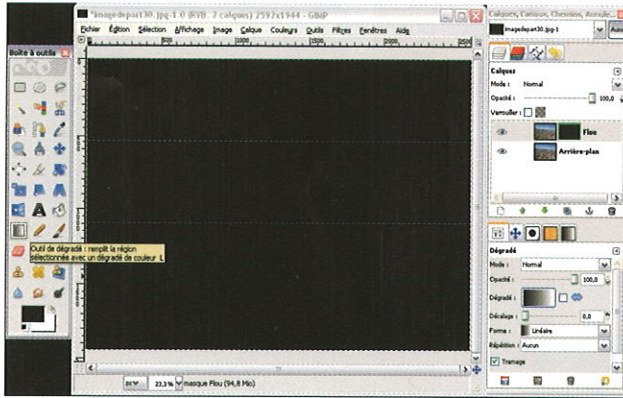 *imagedepart30.jpg-1.0 (RVB, 2 calques) 2592x1944 – GIMP
Fichier Édition Sélection Affichage Image Calque Couleurs Outils Filtres Fenêtres Aide
Boîte à outils
Outil de dégradé : remplit la région
sélectionnée avec un dégradé de couleur L
px 23,3 % masque Flou (94,8 Mio)
Calques, Canaux, Chemins, Annule...
imagedepart30.jpg-1 Auto
Calques
Mode : Normal
Opacité : 100,0
Verrouiller :
Flou
Arrière-plan
Dégradé
Mode : Normal
Opacité : 100,0
Dégradé :
Décalage : 0,0
Forme : Linéaire
Répétition : Aucun
Tramage